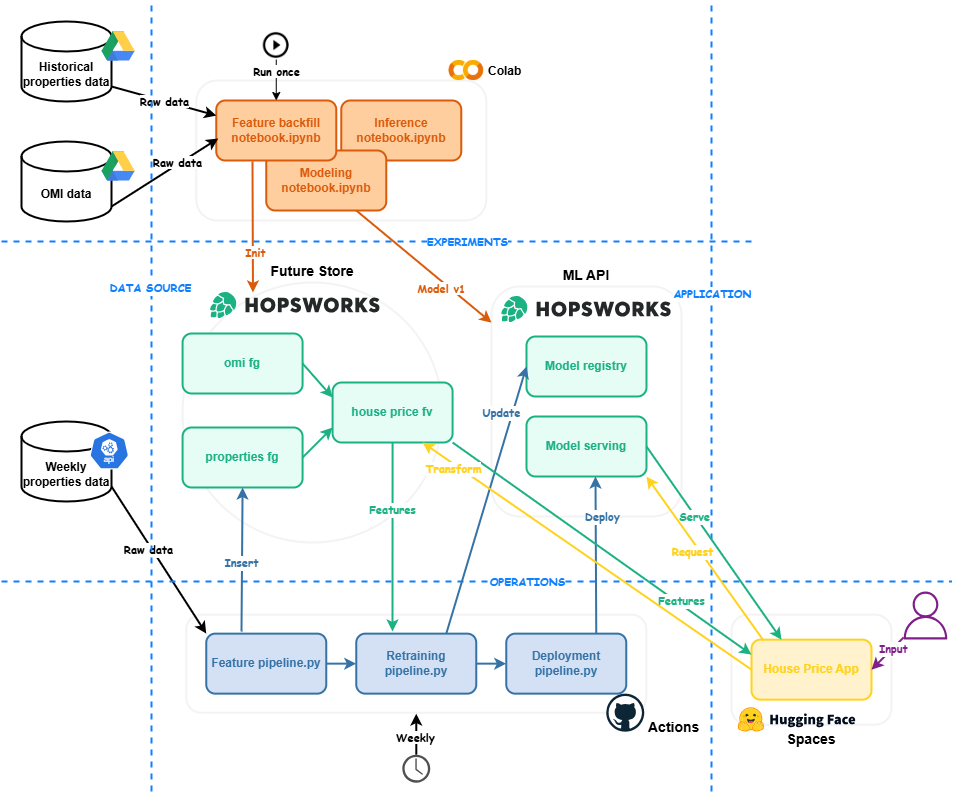 Historical
properties data
Raw data
OMI data
Raw data
Run once
Colab
Feature backfill
notebook.ipynb
Inference
notebook.ipynb
Modeling
notebook.ipynb
EXPERIMENTS
Init
Model v1
DATA SOURCE
APPLICATION
Future Store
HOPSWORKS
ML API
HOPSWORKS
omi fg
house price fv
properties fg
Model registry
Model serving
Update
Transform
Weekly
properties data
api
Raw data
Insert
Features
Deploy
Serve
Request
OPERATIONS
Features
Feature pipeline.py
Retraining
pipeline.py
Deployment
pipeline.py
Actions
Weekly
Input
House Price App
Hugging Face
Spaces